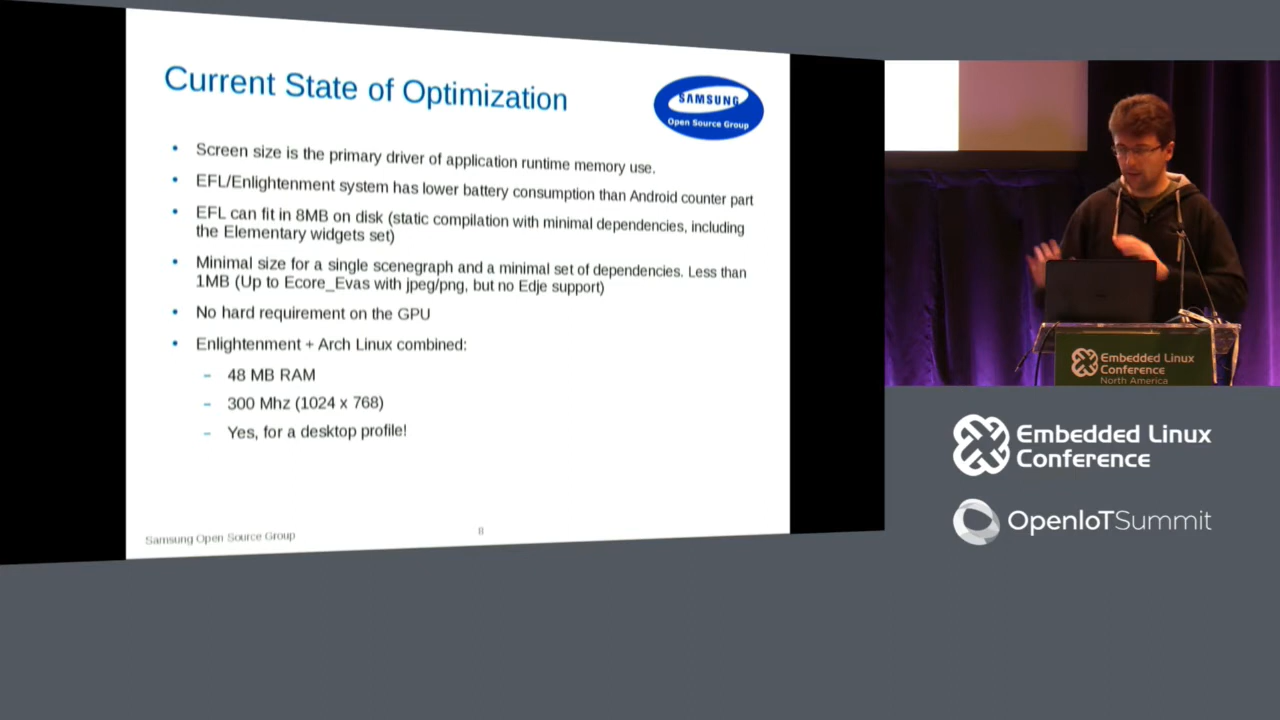 Current State of Optimization
SAMSUNG
Open Source Group
• Screen size is the primary driver of application runtime memory use.
• EFL/Enlightenment system has lower battery consumption than Android counter part
• EFL can fit in 8MB on disk (static compilation with minimal dependencies, including
the Elementary widgets set)
• Minimal size for a single scenegraph and a minimal set of dependencies. Less than
1MB (Up to Ecore_Evas with jpeg/png, but no Edje support)
• No hard requirement on the GPU
• Enlightenment + Arch Linux combined:
– 48 MB RAM
– 300 Mhz (1024 x 768)
– Yes, for a desktop profile!
Samsung Open Source Group
8
Embedded Linux
Conference
North America
Embedded Linux
Conference
OpenIoTSummit